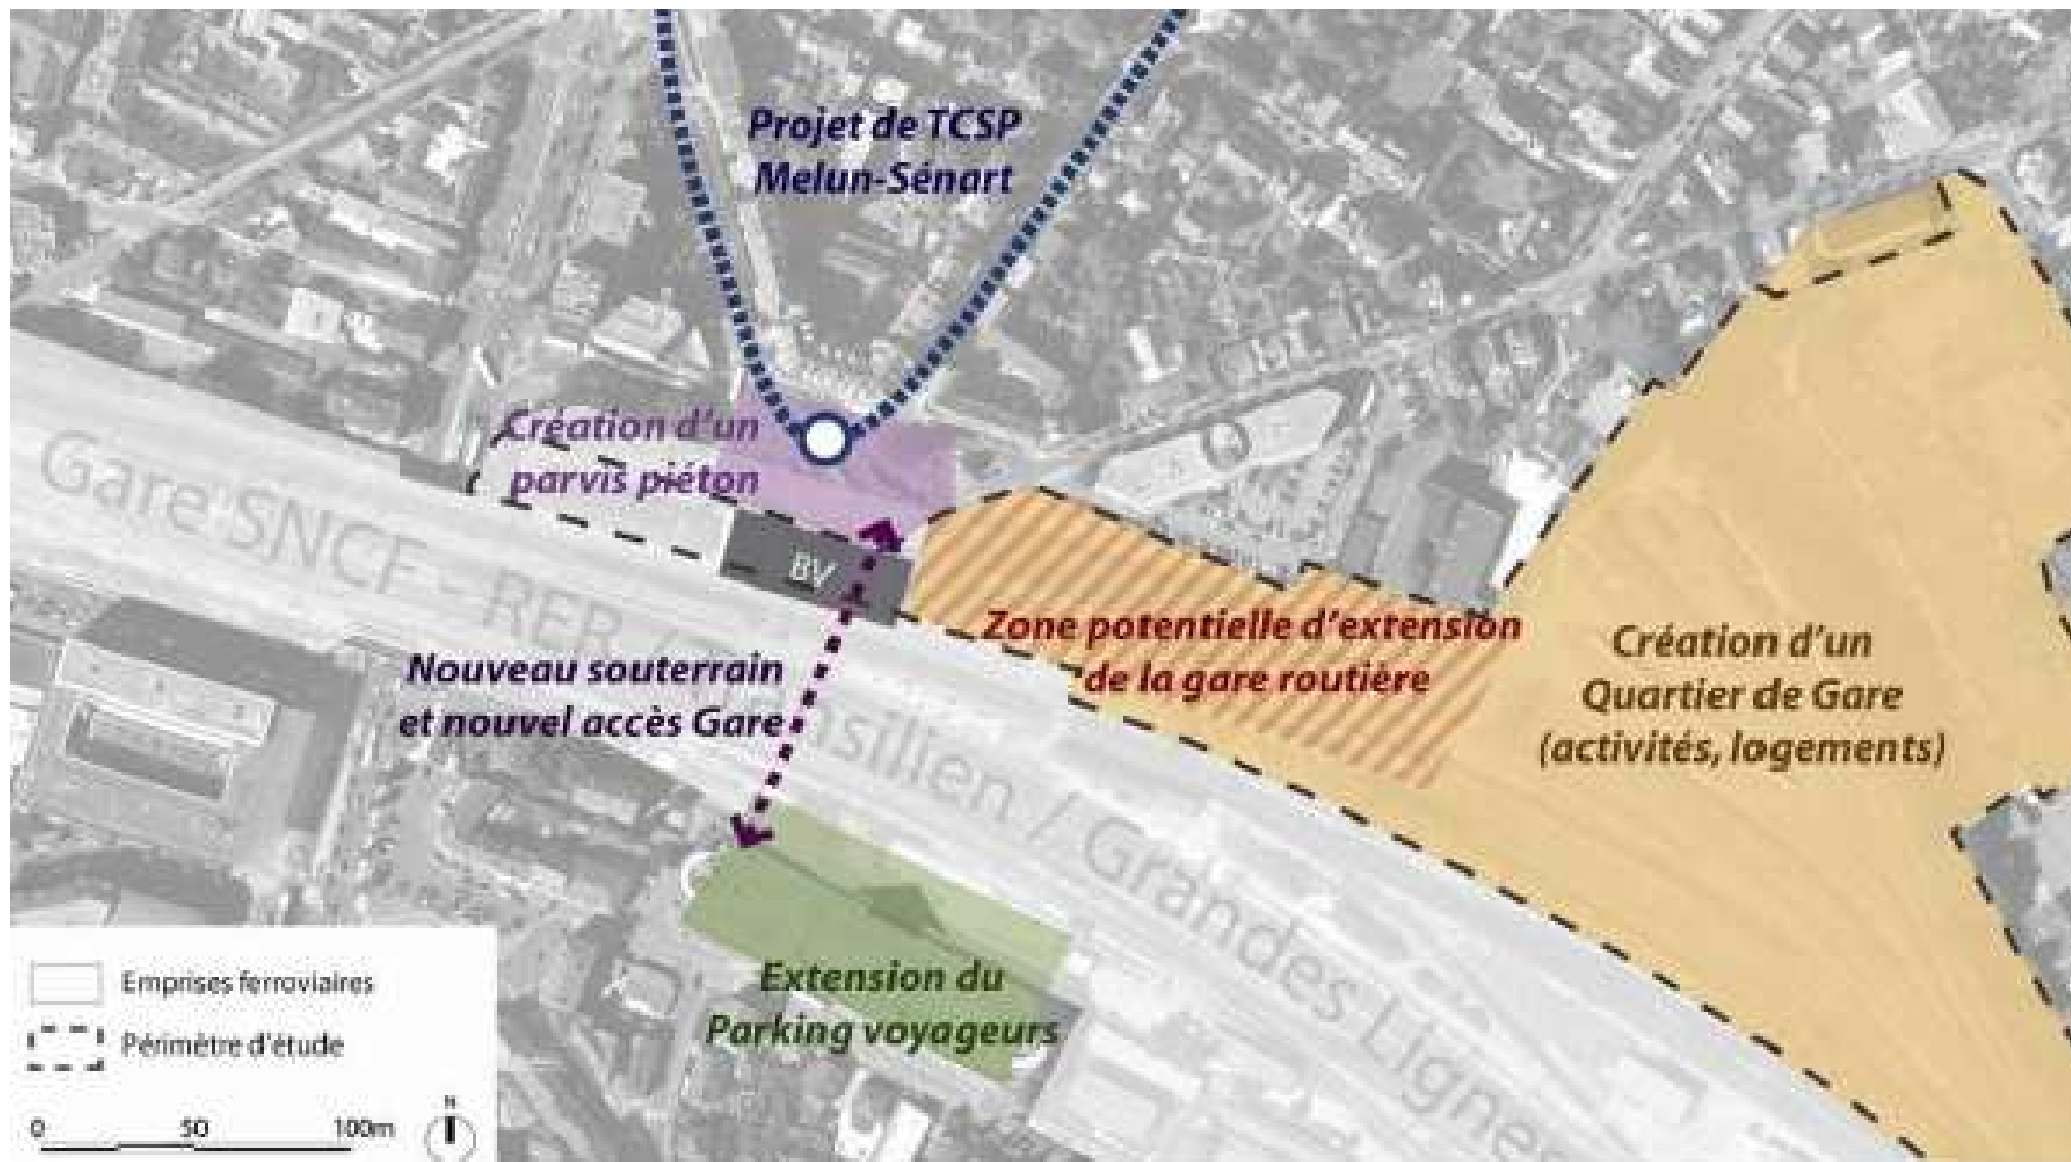 Projet de TCSP
Melun-Sénart
Création d'un
parvis piéton
BV
Gare SNCF - RER / Transilien / Grandes Lignes
Zone potentielle d'extension
de la gare routière
Création d'un
Quartier de Gare
(activités, logements)
Nouveau souterrain
et nouvel accès Gare
Extension du
Parking voyageurs
Emprises ferroviaires
Périmètre d'étude
N
0 50 100m